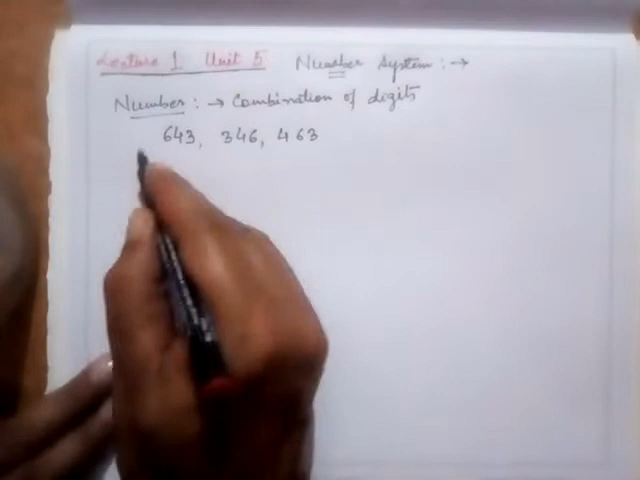 Lecture 1 Unit 5 Number System :→
Number : → Combination of digits
643, 346, 463